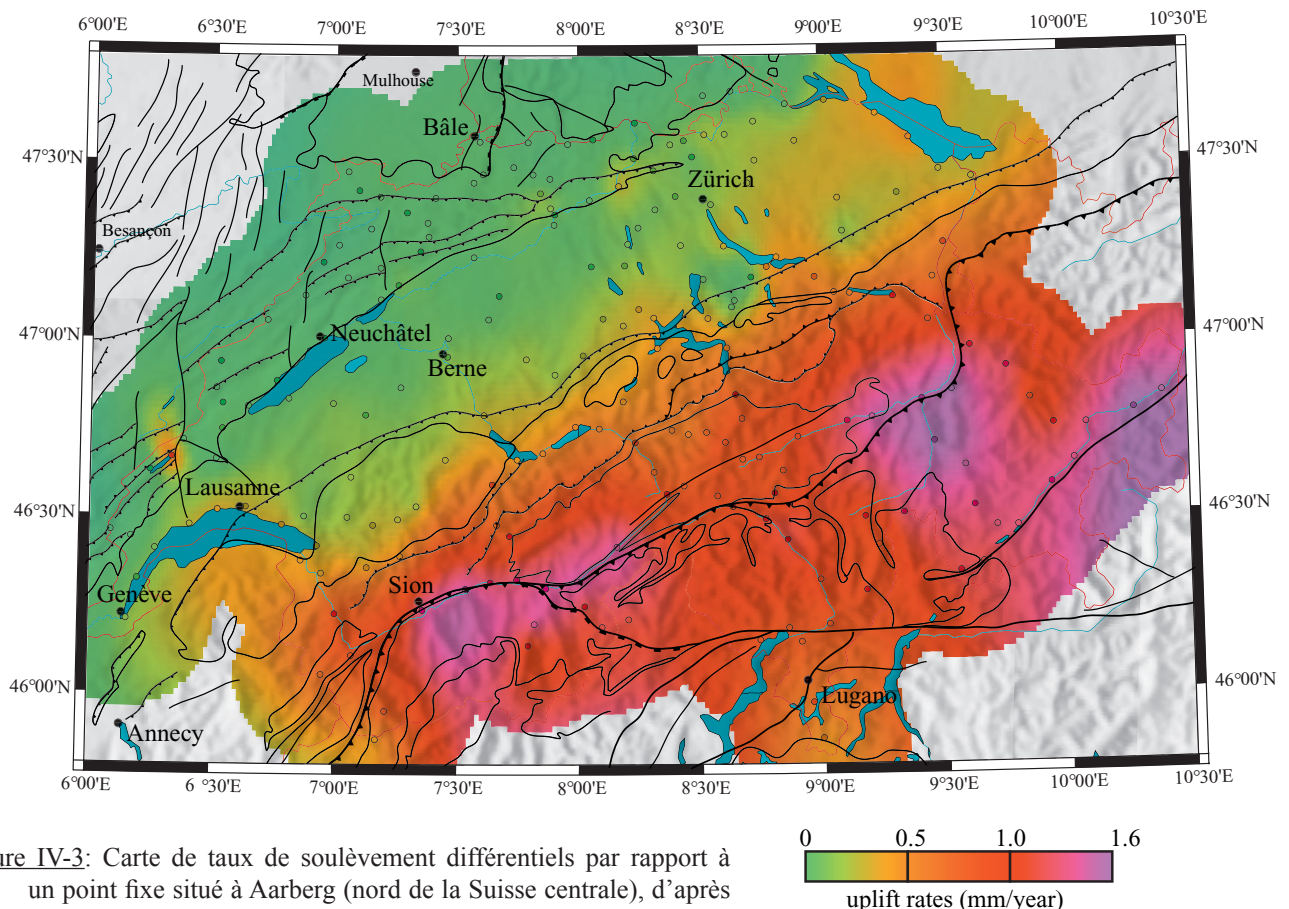 6°00'E 6°30'E 7°00'E 7°30'E 8°00'E 8°30'E 9°00'E 9°30'E 10°00'E 10°30'E
Mulhouse
Bâle
47°30'N
47°30'N
Zürich
Besançon
47°00'N
Neuchâtel
47°00'N
Berne
Lausanne
46°30'N
46°30'N
Sion
Genève
46°00'N
46°00'N
Lugano
Annecy
6°00'E 6°30'E 7°00'E 7°30'E 8°00'E 8°30'E 9°00'E 9°30'E 10°00'E 10°30'E
0 0.5 1.0 1.6
uplift rates (mm/year)
ure IV-3: Carte de taux de soulèvement différentiels par rapport à
un point fixe situé à Aarberg (nord de la Suisse centrale), d'après